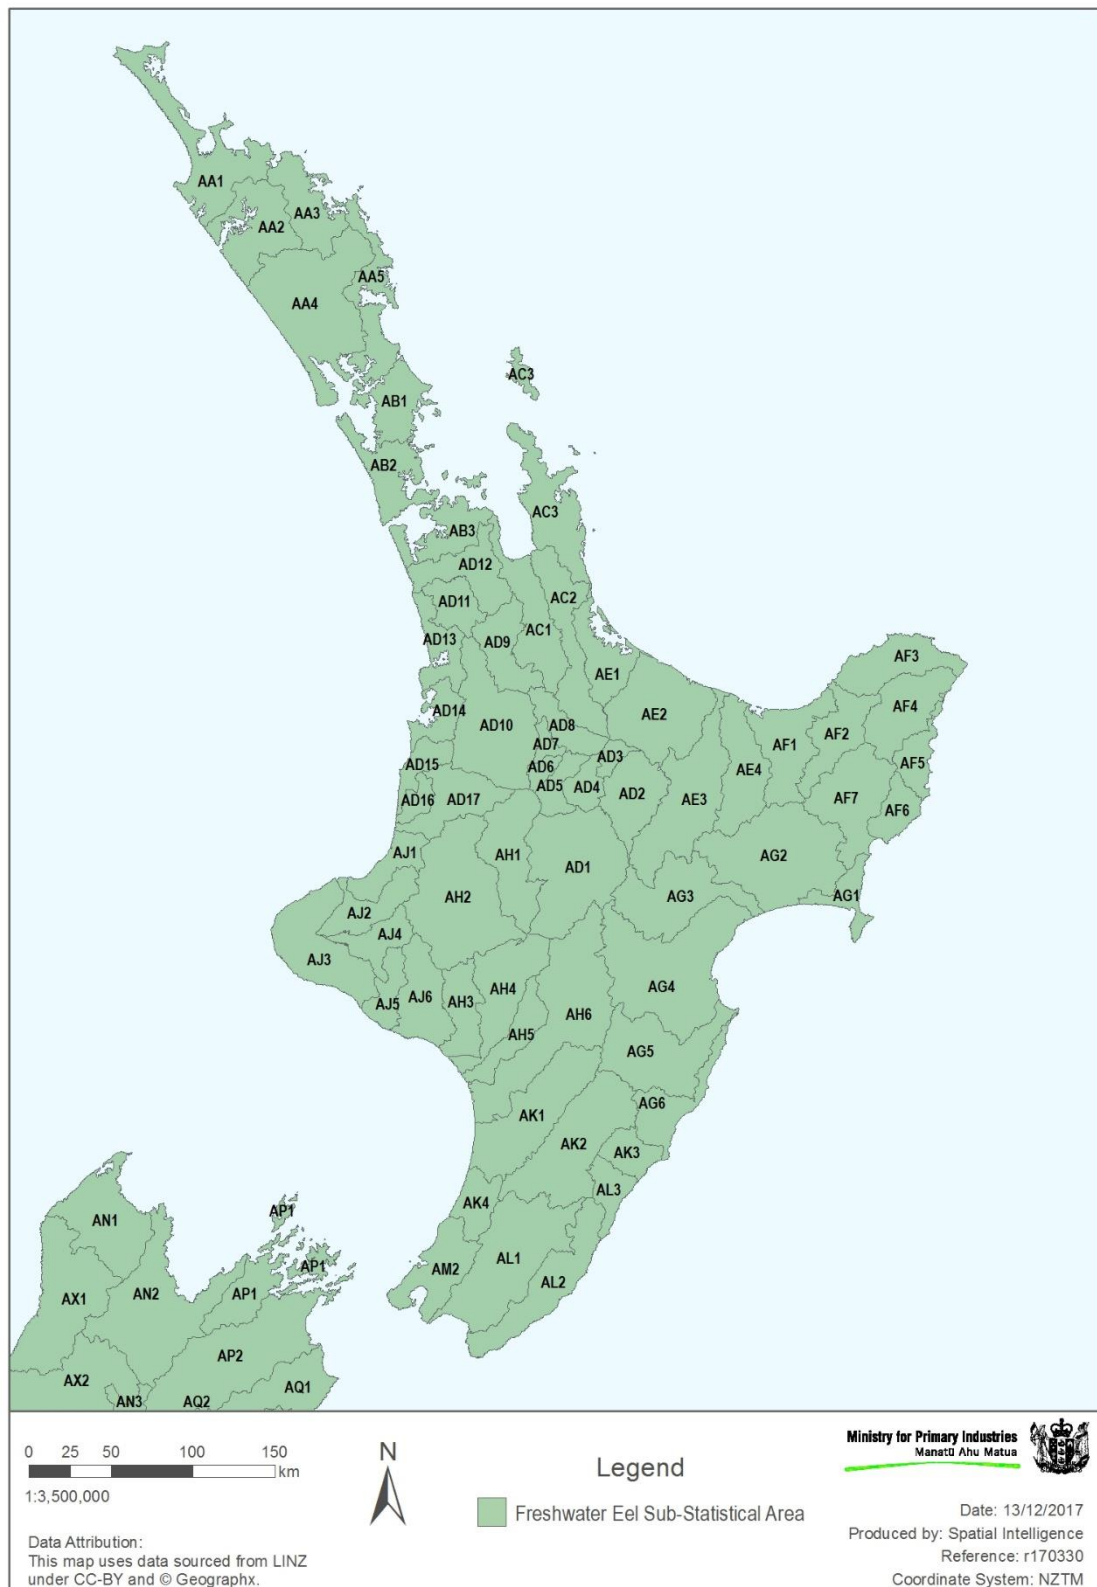 AA1
AA3
AA2
AA5
AA4
AC3
AB1
AB2
AC3
AB3
AD12
AC2
AD11
AC1
AD13
AD9
AF3
AE1
AF4
AD14
AE2
AD10
AD8
AF2
AD7
AF1
AD3
AF5
AD15
AD6
AE4
AD5
AD4
AD2
AD16
AD17
AE3
AF7
AF6
AJ1
AH1
AG2
AD1
AH2
AG3
AG1
AJ2
AJ4
AJ3
AG4
AH4
AJ6
AH3
AJ5
AH6
AH5
AG5
AG6
AK1
AK2
AK3
AL3
AK4
AP1
AN1
AL1
AP1
AM2
AL2
AN2
AP1
AX1
AP2
AX2
AQ1
AN3
AQ2
0 25 50 100 150
km
1:3,500,000
N
Legend
Freshwater Eel Sub-Statistical Area
Ministry for Primary Industries
Manatū Ahu Matua
Data Attribution:
This map uses data sourced from LINZ
under CC-BY and © Geographx.
Date: 13/12/2017
Produced by: Spatial Intelligence
Reference: r170330
Coordinate System: NZTM